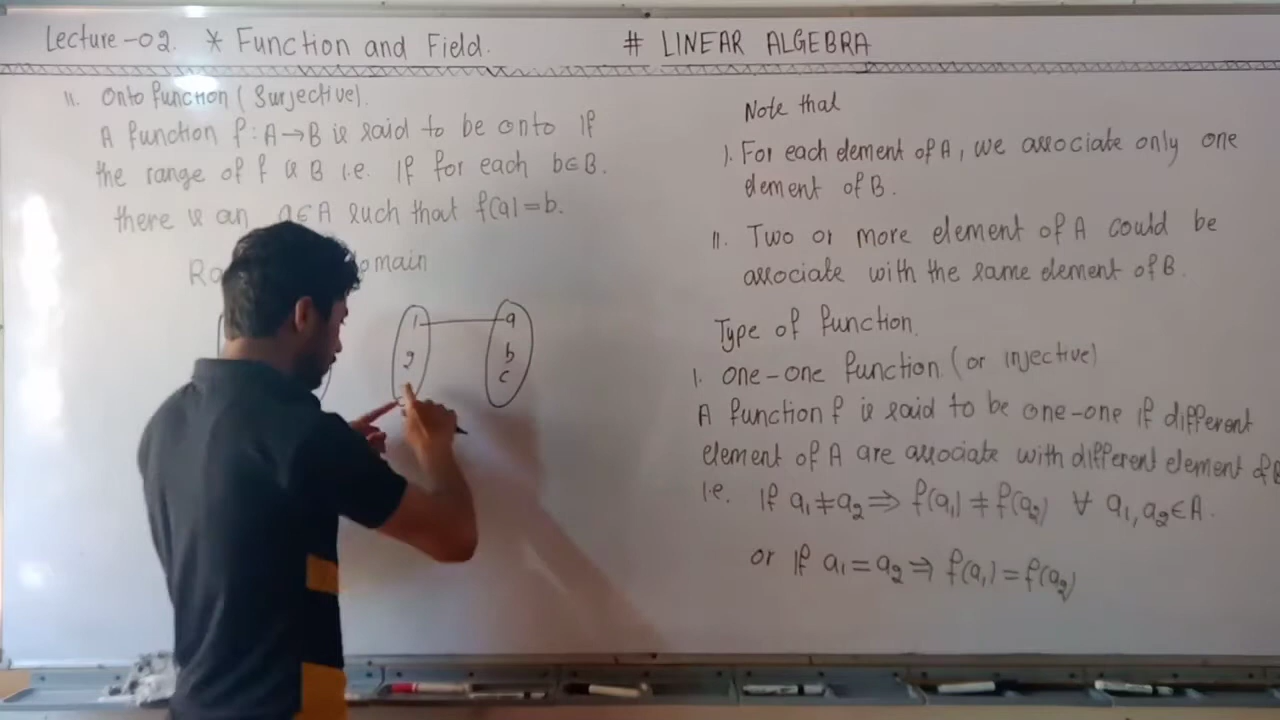 Lecture-02. * Function and Field. # LINEAR ALGEBRA
II. Onto function (Surjective).
A function f: A→B is said to be onto if
the range of f is B i.e. If for each b∈B.
there is an a∈A such that f(a)=b.
omain
1 a
2 b
c
Note that
). For each element of A, we associate only one
element of B.
II. Two or more element of A could be
associate with the same element of B.
Type of function.
1. one-one function (or injective)
A function f is said to be one-one if different
element of A are associate with different element of B
i.e. If a₁≠a₂ ⇒ f(a₁) ≠ f(a₂) ∀ a₁, a₂∈A.
or If a₁ = a₂ ⇒ f(a₁) = f(a₂)